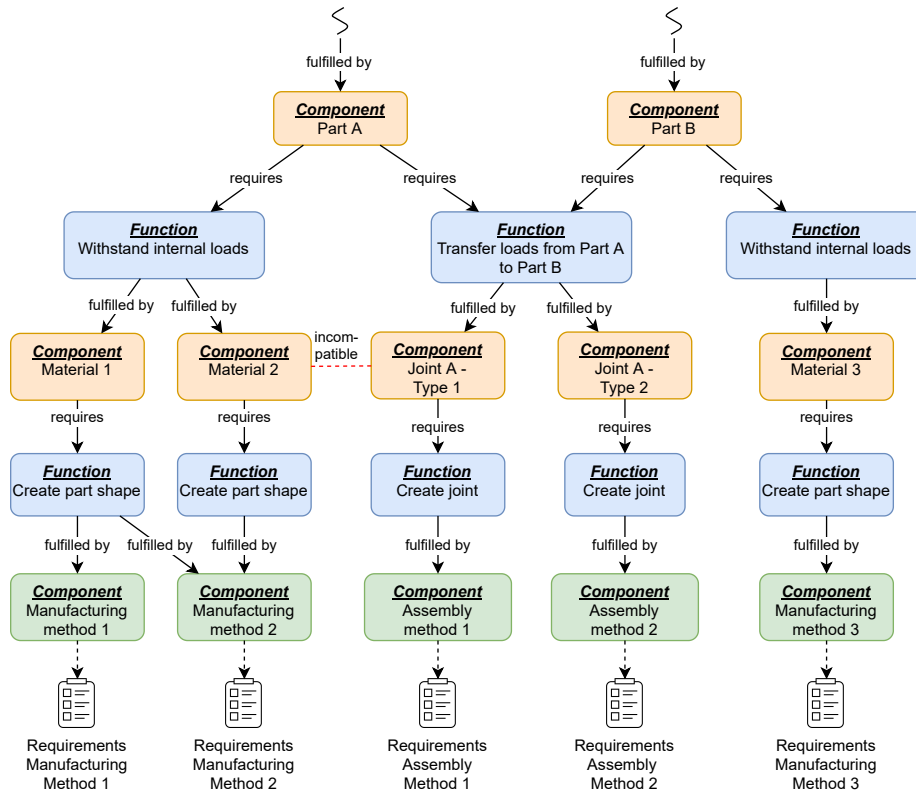 fulfilled by
fulfilled by
Component
Part A
Component
Part B
requires
requires
requires
requires
Function
Withstand internal loads
Function
Transfer loads from Part A
to Part B
Function
Withstand internal loads
fulfilled by
fulfilled by
fulfilled by
fulfilled by
fulfilled by
Component
Material 1
Component
Material 2
incom-
patible
Component
Joint A -
Type 1
Component
Joint A -
Type 2
Component
Material 3
requires
requires
requires
requires
requires
Function
Create part shape
Function
Create part shape
Function
Create joint
Function
Create joint
Function
Create part shape
fulfilled by
fulfilled by
fulfilled by
fulfilled by
fulfilled by
fulfilled by
Component
Manufacturing
method 1
Component
Manufacturing
method 2
Component
Assembly
method 1
Component
Assembly
method 2
Component
Manufacturing
method 3
Requirements
Manufacturing
Method 1
Requirements
Manufacturing
Method 2
Requirements
Assembly
Method 1
Requirements
Assembly
Method 2
Requirements
Manufacturing
Method 3